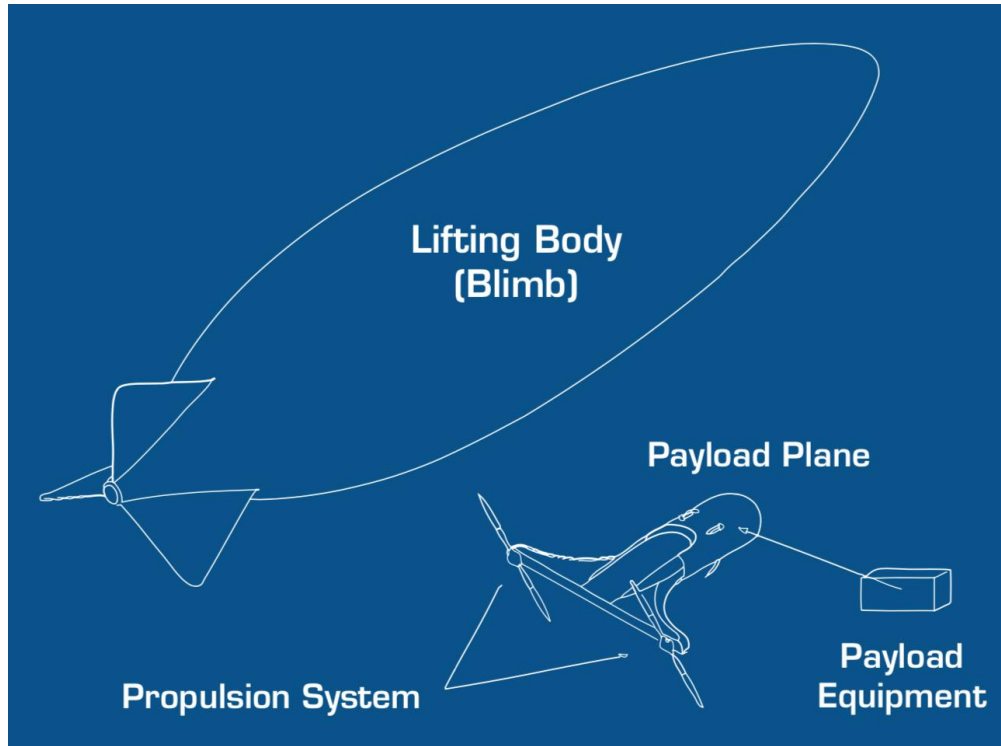 Lifting Body
(Blimb)
Payload Plane
Propulsion System
Payload
Equipment